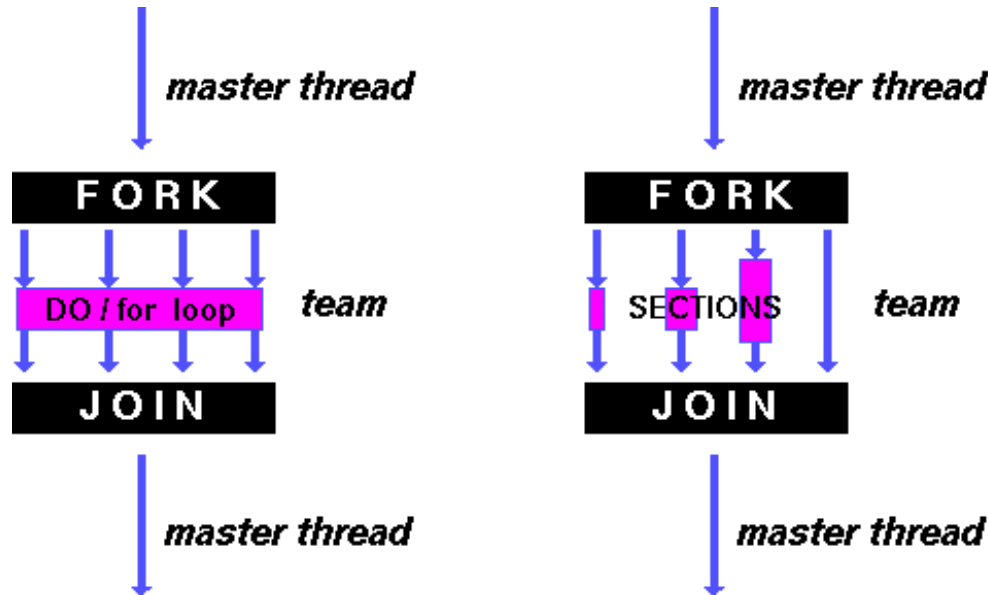 master thread
FORK
DO / for loop
team
JOIN
master thread
master thread
FORK
SECTIONS
team
JOIN
master thread